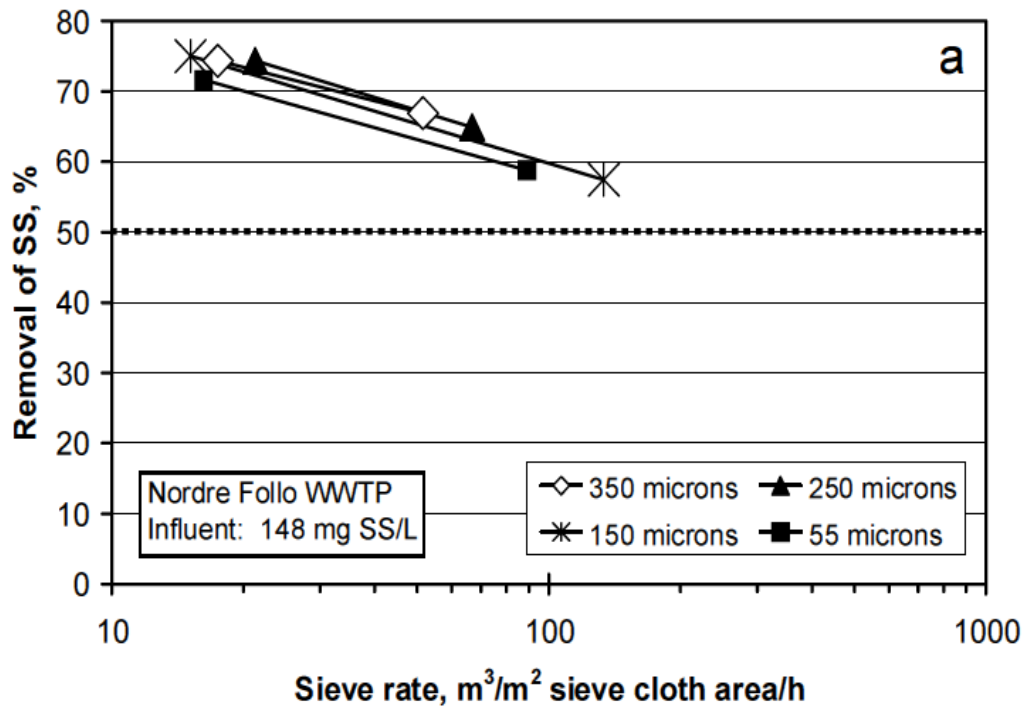 a
80
70
60
50
40
30
20
10
0
Removal of SS, %
Nordre Follo WWTP
Influent: 148 mg SS/L
350 microns
250 microns
150 microns
55 microns
10
100
1000
Sieve rate, m³/m² sieve cloth area/h